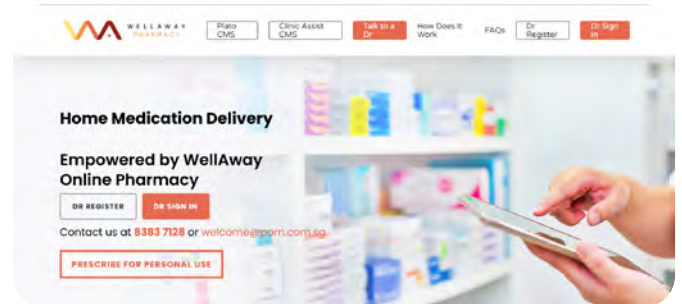 WELLAWAY
PHARMACY
Plato
CMS
Clinic Assist
CMS
Talk to a
Dr
How Does It
Work
FAQs
Dr
Register
Dr Sign
In
Home Medication Delivery
Empowered by WellAway
Online Pharmacy
DR REGISTER
DR SIGN IN
Contact us at 8383 7128 or welcome@pom.com.sg
PRESCRIBE FOR PERSONAL USE